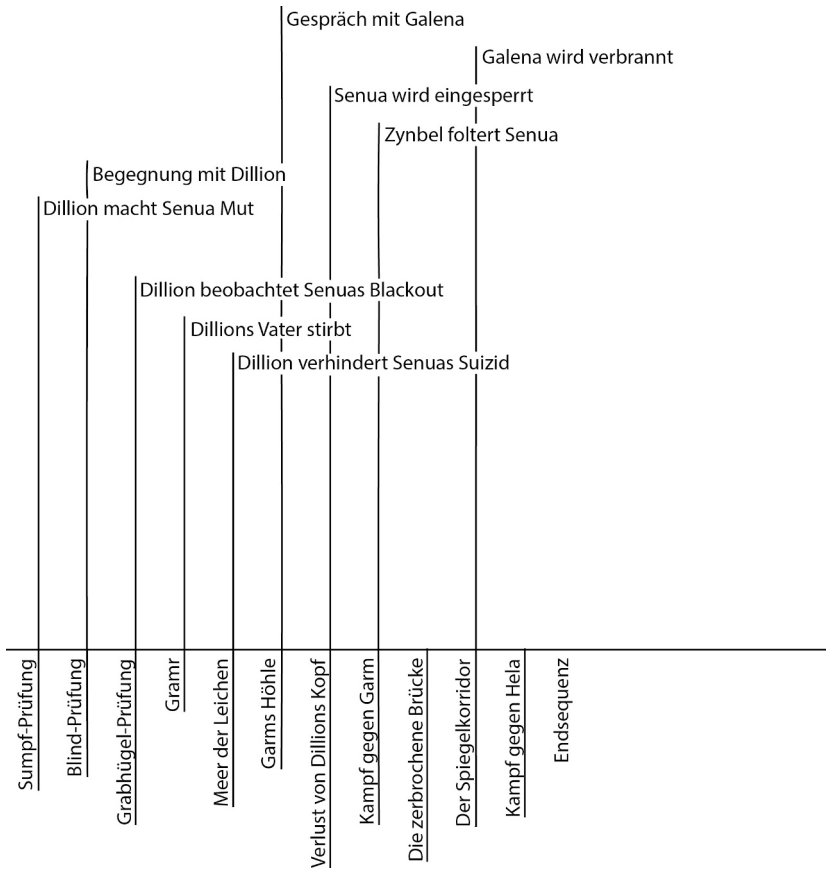 Gespräch mit Galena
Galena wird verbrannt
Senua wird eingesperrt
Zynbel foltert Senua
Begegnung mit Dillion
Dillion macht Senua Mut
Dillion beobachtet Senuas Blackout
Dillions Vater stirbt
Dillion verhindert Senuas Suizid
Sumpf-Prüfung
Blind-Prüfung
Grabhügel-Prüfung
Gramr
Meer der Leichen
Garms Höhle
Verlust von Dillions Kopf
Kampf gegen Garm
Die zerbrochene Brücke
Der Spiegelkorridor
Kampf gegen Hela
Endsequenz